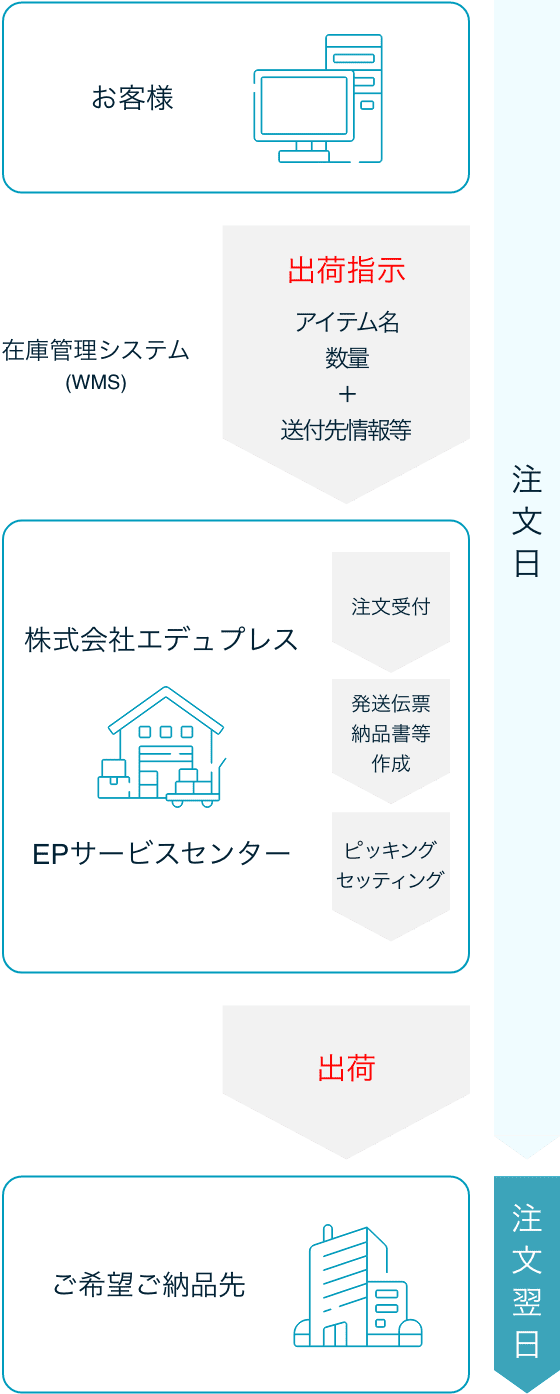 お客様
出荷指示
アイテム名
数量
+
送付先情報等
在庫管理システム
(WMS)
株式会社エデュプレス
EPサービスセンター
注文受付
発送伝票
納品書等
作成
ピッキング
セッティング
出荷
ご希望ご納品先
注文日
注文翌日